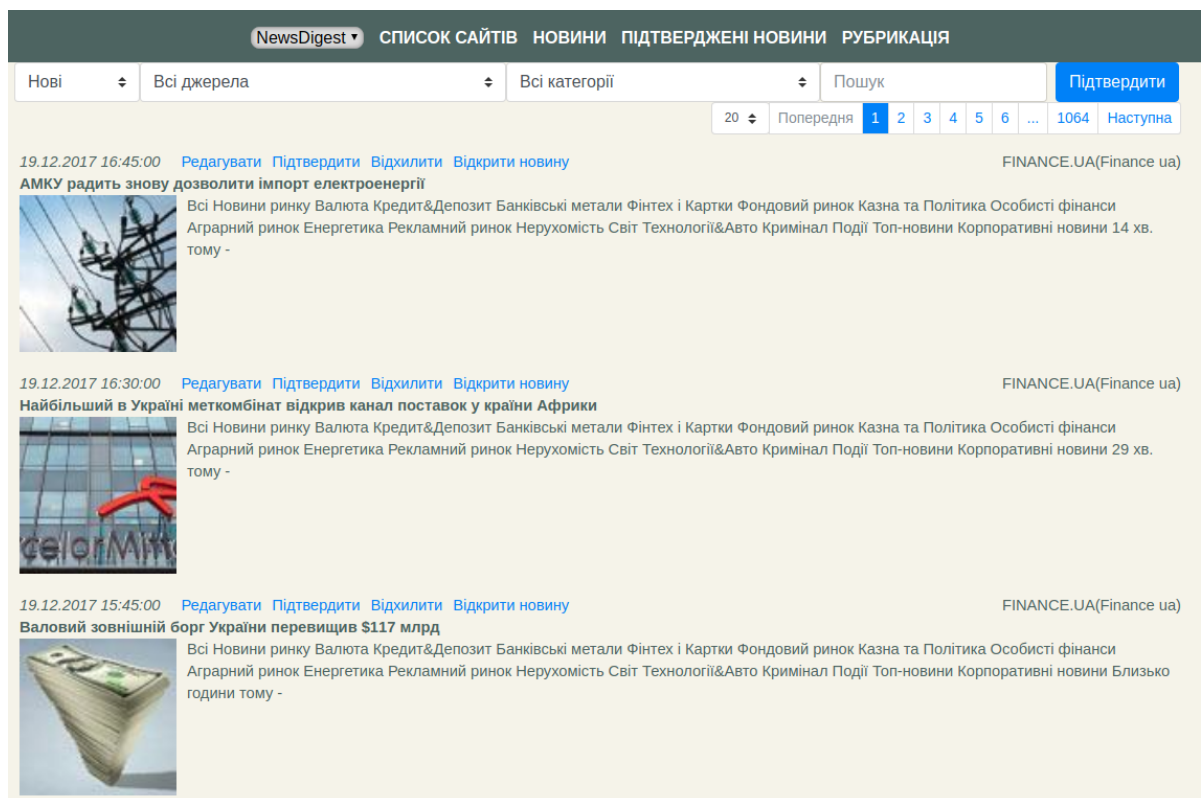 NewsDigest СПИСОК САЙТІВ НОВИНИ ПІДТВЕРДЖЕНІ НОВИНИ РУБРИКАЦІЯ
Нові Всі джерела Всі категорії Пошук Підтвердити
20 Попередня 1 2 3 4 5 6 ... 1064 Наступна
19.12.2017 16:45:00 Редагувати Підтвердити Відхилити Відкрити новину FINANCE.UA(Finance ua)
АМКУ радить знову дозволити імпорт електроенергії
Всі Новини ринку Валюта Кредит&Депозит Банківські метали Фінтех і Картки Фондовий ринок Казна та Політика Особисті фінанси
Аграрний ринок Енергетика Рекламний ринок Нерухомість Світ Технології&Авто Кримінал Події Топ-новини Корпоративні новини 14 хв.
тому -
19.12.2017 16:30:00 Редагувати Підтвердити Відхилити Відкрити новину FINANCE.UA(Finance ua)
Найбільший в Україні меткомбінат відкрив канал поставок у країни Африки
Всі Новини ринку Валюта Кредит&Депозит Банківські метали Фінтех і Картки Фондовий ринок Казна та Політика Особисті фінанси
Аграрний ринок Енергетика Рекламний ринок Нерухомість Світ Технології&Авто Кримінал Події Топ-новини Корпоративні новини 29 хв.
тому -
celorMitt
19.12.2017 15:45:00 Редагувати Підтвердити Відхилити Відкрити новину FINANCE.UA(Finance ua)
Валовий зовнішній борг України перевищив $117 млрд
Всі Новини ринку Валюта Кредит&Депозит Банківські метали Фінтех і Картки Фондовий ринок Казна та Політика Особисті фінанси
Аграрний ринок Енергетика Рекламний ринок Нерухомість Світ Технології&Авто Кримінал Події Топ-новини Корпоративні новини Близько
години тому -